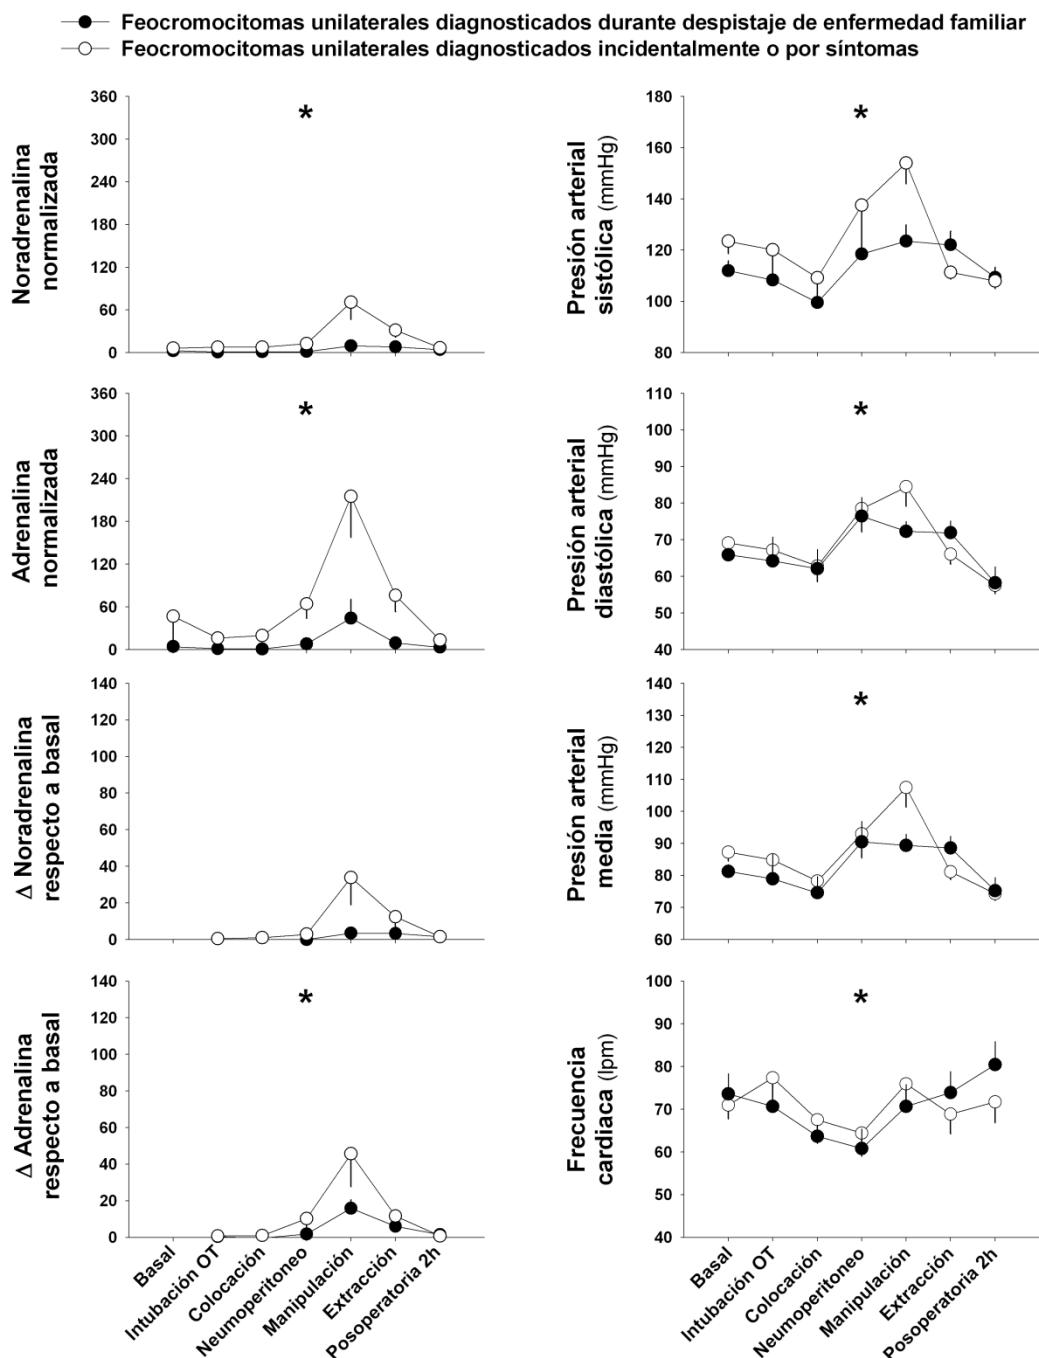 Feocromocitomas unilaterales diagnosticados durante despistaje de enfermedad familiar
Feocromocitomas unilaterales diagnosticados incidentalmente o por síntomas
Noradrenalina
normalizada
360
300
240
180
120
60
0
*
Presión arterial
sistólica (mmHg)
180
160
140
120
100
80
*
Adrenalina
normalizada
360
300
240
180
120
60
0
*
Presión arterial
diastólica (mmHg)
110
100
90
80
70
60
50
40
*
Δ Noradrenalina
respecto a basal
140
120
100
80
60
40
20
0
Presión arterial
media (mmHg)
140
130
120
110
100
90
80
70
60
*
Δ Adrenalina
respecto a basal
140
120
100
80
60
40
20
0
*
Frecuencia
cardiaca (lpm)
100
90
80
70
60
50
40
*
Basal
Intubación OT
Colocación
Neumoperitoneo
Manipulación
Extracción
Posoperatoria 2h
Basal
Intubación OT
Colocación
Neumoperitoneo
Manipulación
Extracción
Posoperatoria 2h